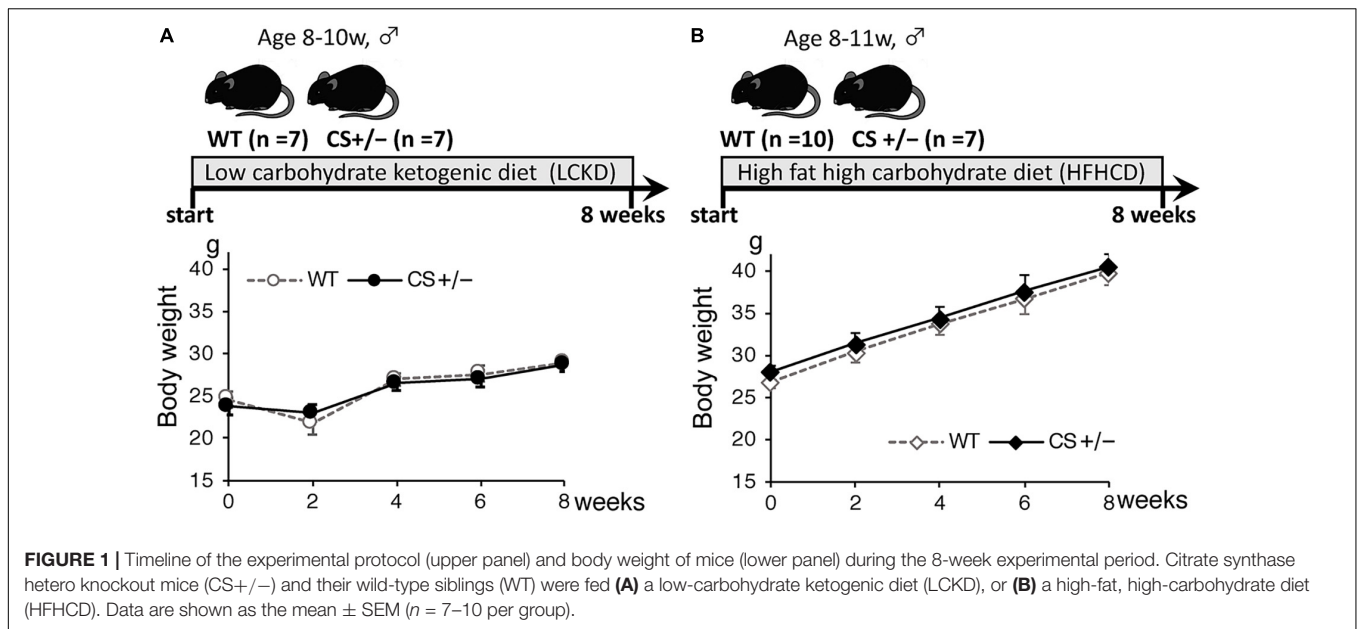 A
Age 8-10w, ♂
WT (n =7) CS+/− (n =7)
Low carbohydrate ketogenic diet (LCKD)
start
8 weeks
g
Body weight
40
35
30
25
20
15
WT CS+/−
0 2 4 6 8 weeks
B
Age 8-11w, ♂
WT (n =10) CS +/− (n =7)
High fat high carbohydrate diet (HFHCD)
start
8 weeks
g
Body weight
40
35
30
25
20
15
WT CS +/−
0 2 4 6 8 weeks
FIGURE 1 | Timeline of the experimental protocol (upper panel) and body weight of mice (lower panel) during the 8-week experimental period. Citrate synthase
hetero knockout mice (CS+/−) and their wild-type siblings (WT) were fed (A) a low-carbohydrate ketogenic diet (LCKD), or (B) a high-fat, high-carbohydrate diet
(HFHCD). Data are shown as the mean ± SEM (n = 7–10 per group).